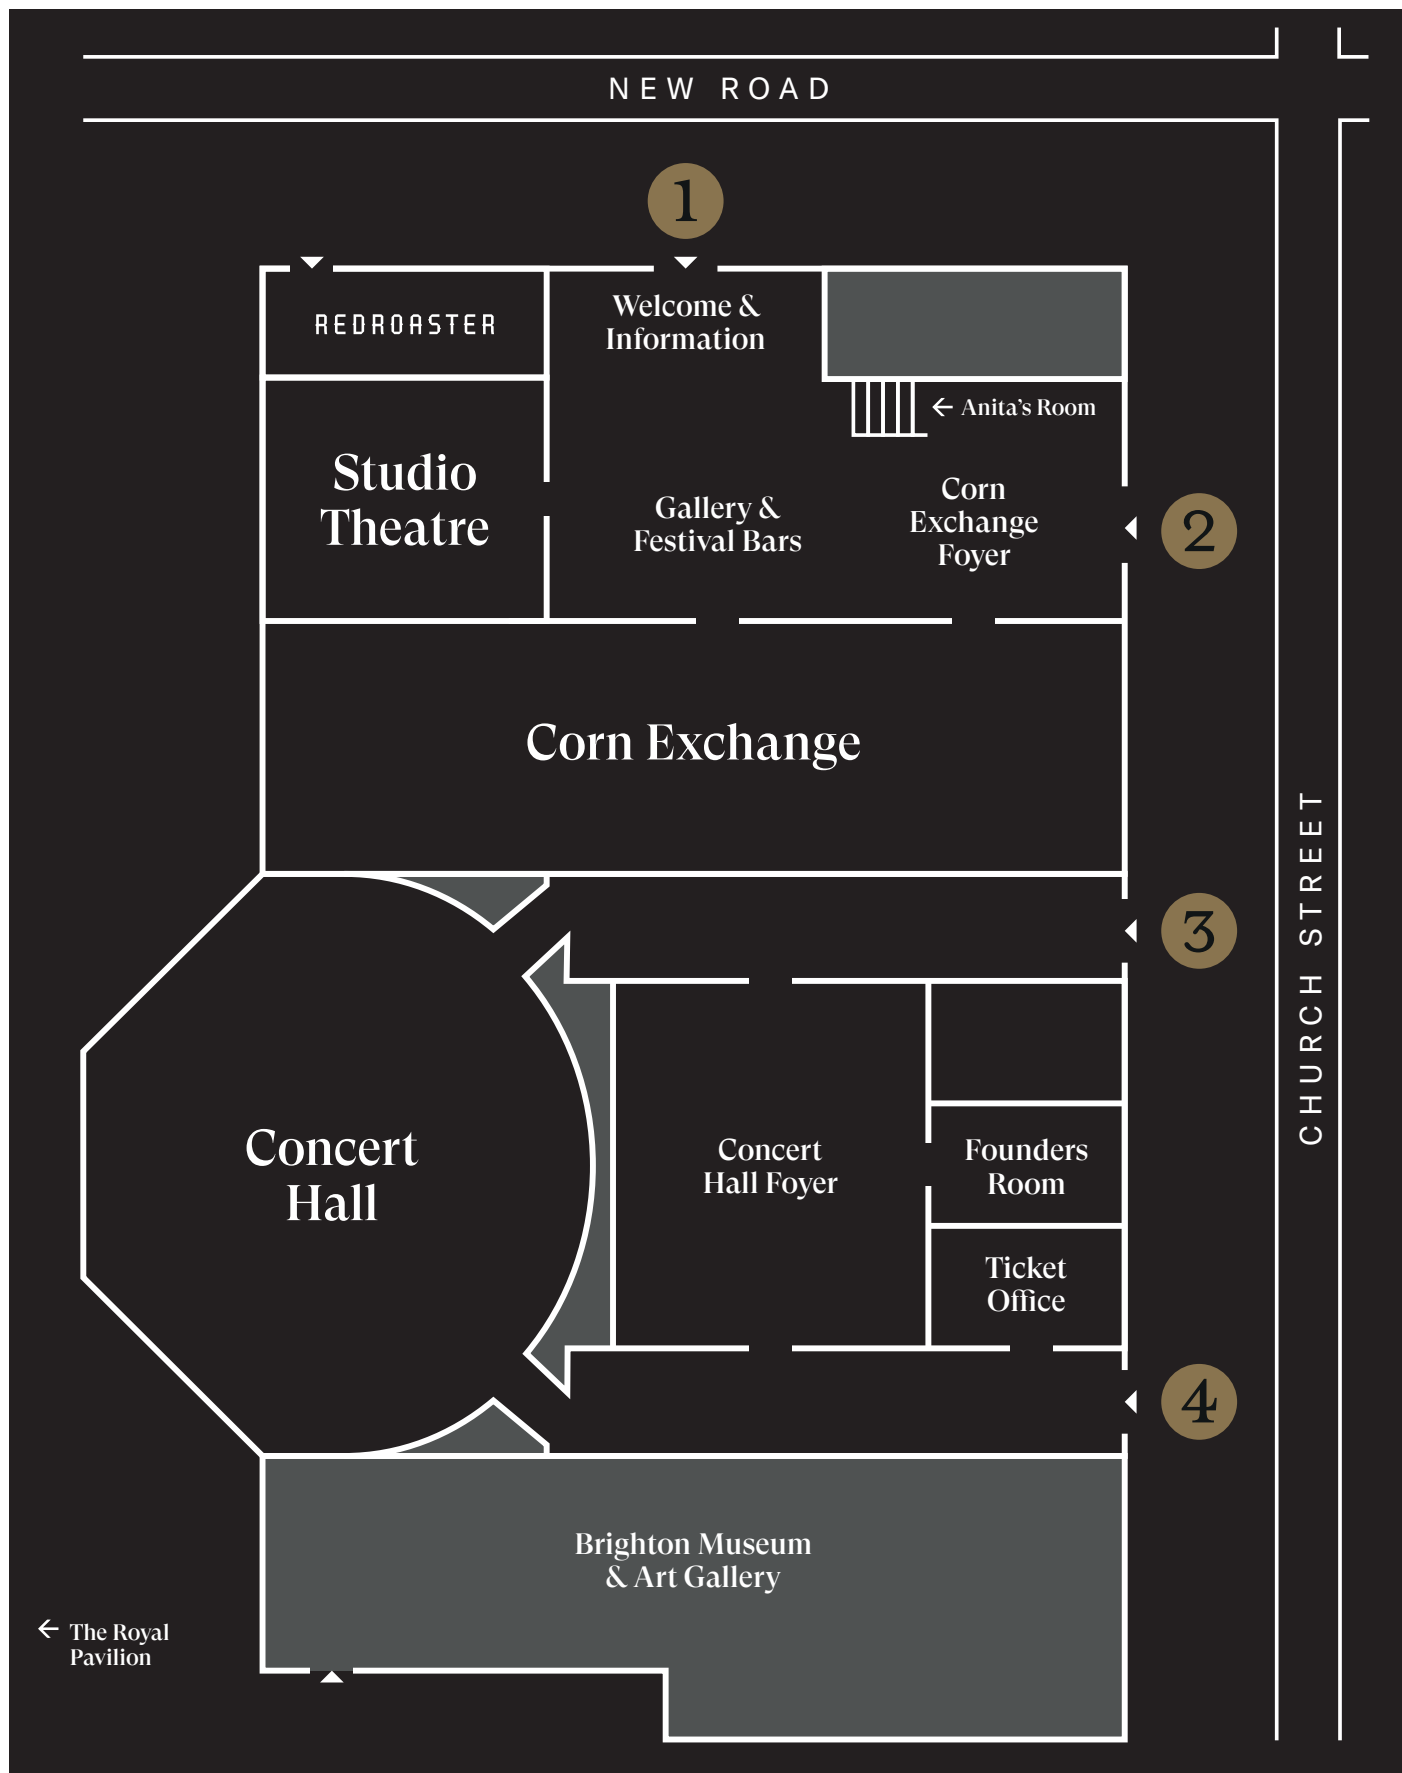 NEW ROAD
1
REDROASTER
Welcome &
Information
← Anita’s Room
Studio
Theatre
Gallery &
Festival Bars
Corn
Exchange
Foyer
2
Corn Exchange
CHURCH STREET
3
Concert
Hall
Concert
Hall Foyer
Founders
Room
Ticket
Office
4
Brighton Museum
& Art Gallery
← The Royal
Pavilion